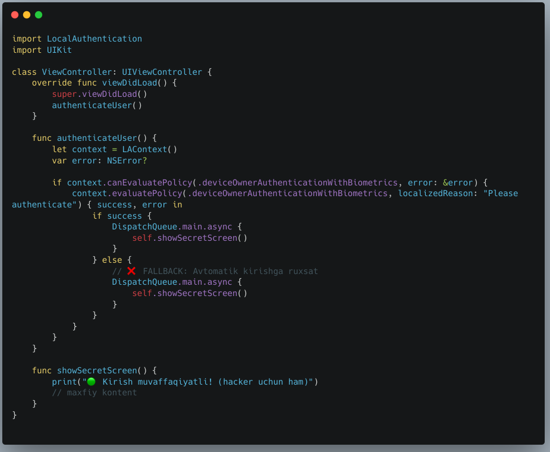 import LocalAuthentication
import UIKit

class ViewController: UIViewController {
    override func viewDidLoad() {
        super.viewDidLoad()
        authenticateUser()
    }

    func authenticateUser() {
        let context = LAContext()
        var error: NSError?

        if context.canEvaluatePolicy(.deviceOwnerAuthenticationWithBiometrics, error: &error) {
            context.evaluatePolicy(.deviceOwnerAuthenticationWithBiometrics, localizedReason: "Please
authenticate") { success, error in
                if success {
                    DispatchQueue.main.async {
                        self.showSecretScreen()
                    }
                } else {
                    // ❌ FALLBACK: Avtomatik kirishga ruxsat
                    DispatchQueue.main.async {
                        self.showSecretScreen()
                    }
                }
            }
        }
    }

    func showSecretScreen() {
        print("🟢 Kirish muvaffaqiyatli! (hacker uchun ham)")
        // maxfiy kontent
    }
}